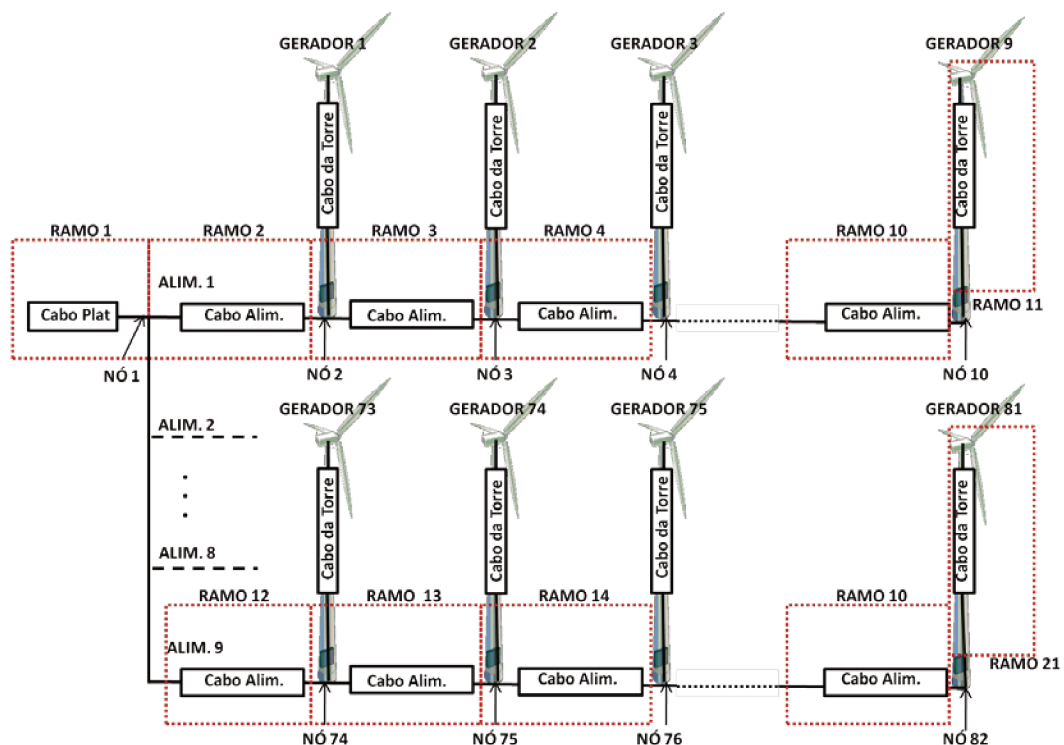 GERADOR 1
GERADOR 2
GERADOR 3
GERADOR 9
Cabo da Torre
Cabo da Torre
Cabo da Torre
Cabo da Torre
RAMO 1
RAMO 2
RAMO 3
RAMO 4
RAMO 10
ALIM. 1
RAMO 11
Cabo Plat
Cabo Alim.
Cabo Alim.
Cabo Alim.
Cabo Alim.
NÓ 1
NÓ 2
NÓ 3
NÓ 4
NÓ 10
GERADOR 73
GERADOR 74
GERADOR 75
GERADOR 81
ALIM. 2
Cabo da Torre
Cabo da Torre
Cabo da Torre
Cabo da Torre
ALIM. 8
RAMO 12
RAMO 13
RAMO 14
RAMO 10
ALIM. 9
RAMO 21
Cabo Alim.
Cabo Alim.
Cabo Alim.
Cabo Alim.
NÓ 74
NÓ 75
NÓ 76
NÓ 82